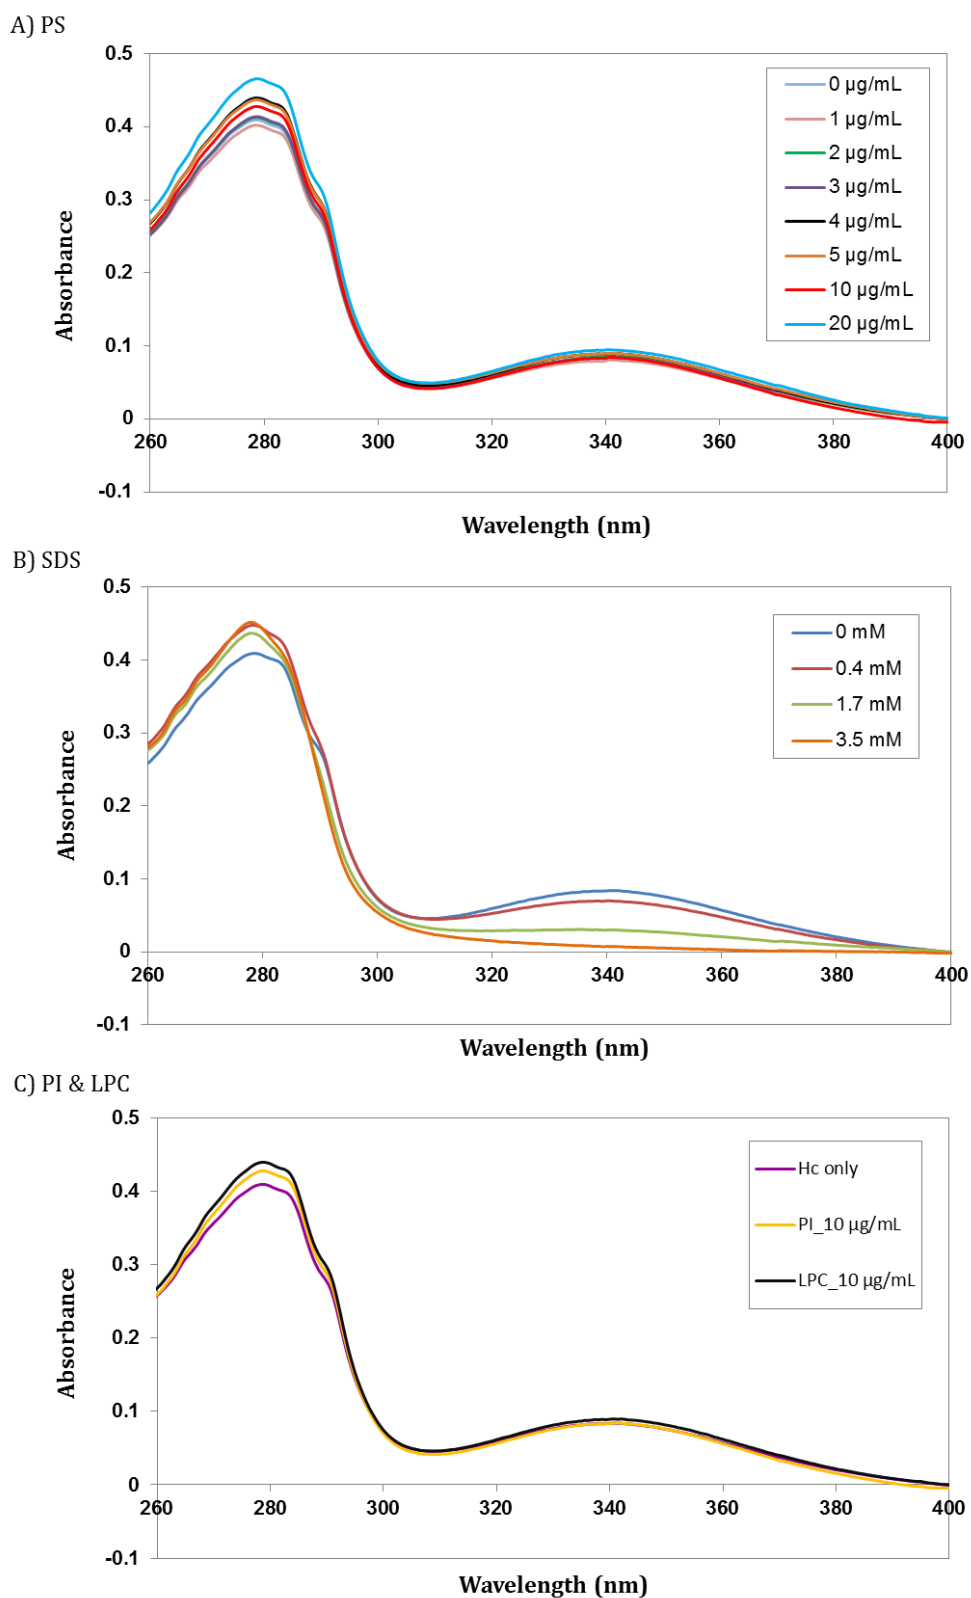 A) PS
0.5
0.4
0.3
0.2
0.1
0
-0.1
260
280
300
320
340
360
380
400
Absorbance
Wavelength (nm)
0 µg/mL
1 µg/mL
2 µg/mL
3 µg/mL
4 µg/mL
5 µg/mL
10 µg/mL
20 µg/mL
B) SDS
0.5
0.4
0.3
0.2
0.1
0
-0.1
260
280
300
320
340
360
380
400
Absorbance
Wavelength (nm)
0 mM
0.4 mM
1.7 mM
3.5 mM
C) PI & LPC
0.5
0.4
0.3
0.2
0.1
0
-0.1
260
280
300
320
340
360
380
400
Absorbance
Wavelength (nm)
Hc only
PI_10 µg/mL
LPC_10 µg/mL